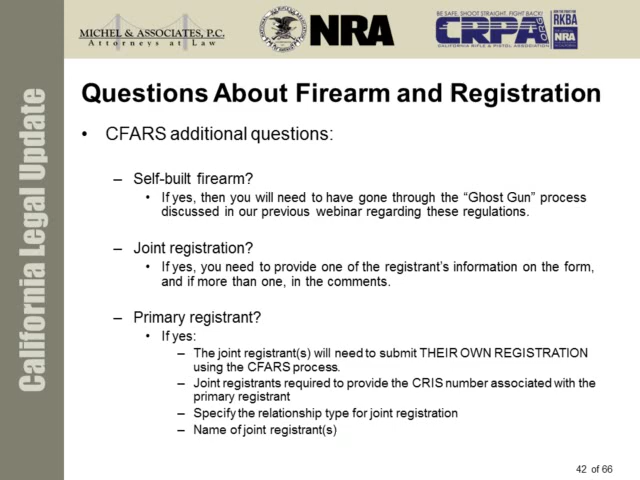 MICHEL & ASSOCIATES, P.C.
Attorneys at Law
NRA
BE SAFE, SHOOT STRAIGHT, FIGHT BACK!
CRPA.ORG
CALIFORNIA RIFLE & PISTOL ASSOCIATION
RKBA
NRA
California Legal Update
Questions About Firearm and Registration
• CFARS additional questions:
– Self-built firearm?
• If yes, then you will need to have gone through the “Ghost Gun” process
discussed in our previous webinar regarding these regulations.
– Joint registration?
• If yes, you need to provide one of the registrant’s information on the form,
and if more than one, in the comments.
– Primary registrant?
• If yes:
– The joint registrant(s) will need to submit THEIR OWN REGISTRATION
using the CFARS process.
– Joint registrants required to provide the CRIS number associated with the
primary registrant
– Specify the relationship type for joint registration
– Name of joint registrant(s)
42 of 66